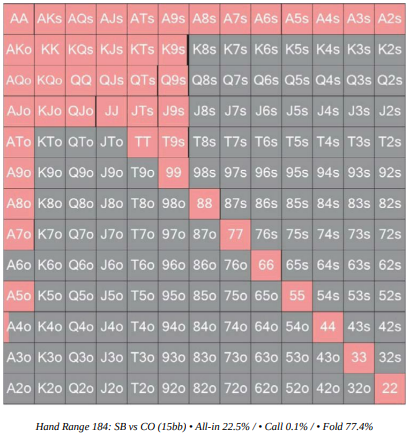 AA AKs AQs AJs ATs A9s A8s A7s A6s A5s A4s A3s A2s
AKo KK KQs KJs KTs K9s K8s K7s K6s K5s K4s K3s K2s
AQo KQo QQ QJs QTs Q9s Q8s Q7s Q6s Q5s Q4s Q3s Q2s
AJo KJo QJo JJ JTs J9s J8s J7s J6s J5s J4s J3s J2s
ATo KTo QTo JTo TT T9s T8s T7s T6s T5s T4s T3s T2s
A9o K9o Q9o J9o T9o 99 98s 97s 96s 95s 94s 93s 92s
A8o K8o Q8o J8o T8o 98o 88 87s 86s 85s 84s 83s 82s
A7o K7o Q7o J7o T7o 97o 87o 77 76s 75s 74s 73s 72s
A6o K6o Q6o J6o T6o 96o 86o 76o 66 65s 64s 63s 62s
A5o K5o Q5o J5o T5o 95o 85o 75o 65o 55 54s 53s 52s
A4o K4o Q4o J4o T4o 94o 84o 74o 64o 54o 44 43s 42s
A3o K3o Q3o J3o T3o 93o 83o 73o 63o 53o 43o 33 32s
A2o K2o Q2o J2o T2o 92o 82o 72o 62o 52o 42o 32o 22
Hand Range 184: SB vs CO (15bb) • All-in 22.5% / • Call 0.1% / • Fold 77.4%